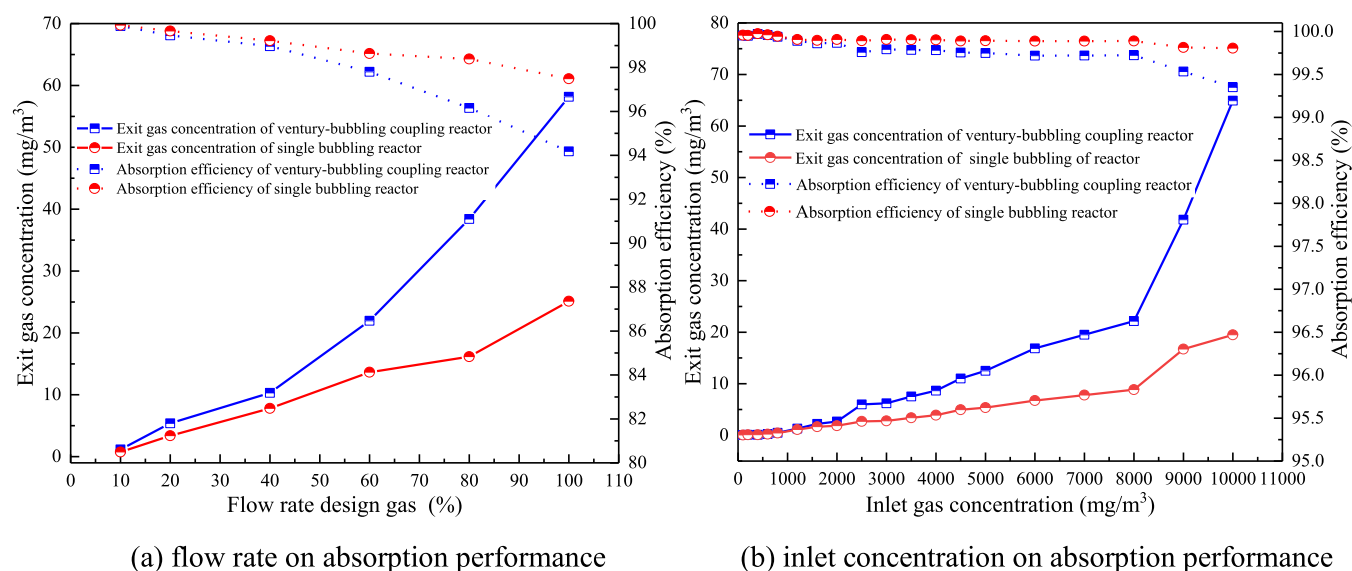 70
60
50
40
30
20
10
0
Exit gas concentration (mg/m3)
Exit gas concentration of ventury-bubbling coupling reactor
Exit gas concentration of single bubbling reactor
Absorption efficiency of ventury-bubbling coupling reactor
Absorption efficiency of single bubbling reactor
100
98
96
94
92
90
88
86
84
82
80
Absorption efficiency (%)
0 10 20 30 40 50 60 70 80 90 100 110
Flow rate design gas (%)
(a) flow rate on absorption performance
80
70
60
50
40
30
20
10
0
Exit gas concentration (mg/m3)
Exit gas concentration of ventury-bubbling coupling reactor
Exit gas concentration of single bubbling of reactor
Absorption efficiency of ventury-bubbling coupling reactor
Absorption efficiency of single bubbling reactor
100.0
99.5
99.0
98.5
98.0
97.5
97.0
96.5
96.0
95.5
95.0
Absorption efficiency (%)
0 1000 2000 3000 4000 5000 6000 7000 8000 9000 10000 11000
Inlet gas concentration (mg/m3)
(b) inlet concentration on absorption performance